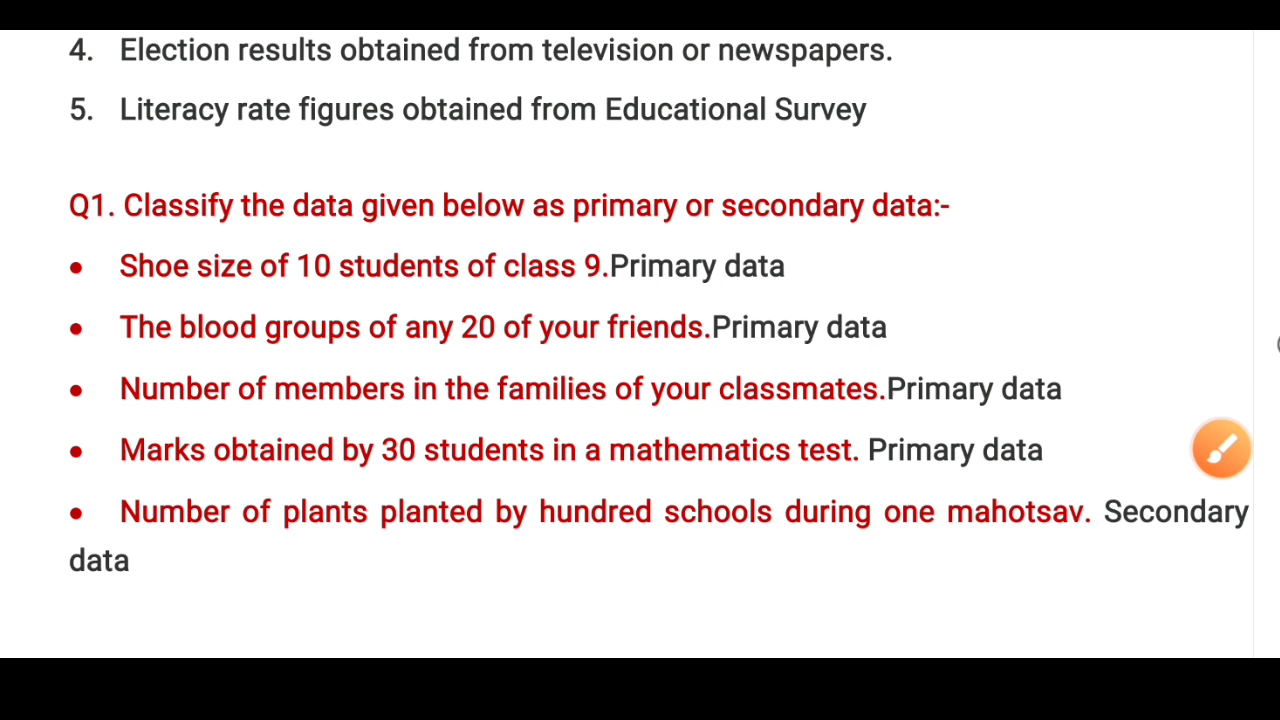 4. Election results obtained from television or newspapers.
5. Literacy rate figures obtained from Educational Survey
Q1. Classify the data given below as primary or secondary data:-
• Shoe size of 10 students of class 9.Primary data
• The blood groups of any 20 of your friends.Primary data
• Number of members in the families of your classmates.Primary data
• Marks obtained by 30 students in a mathematics test. Primary data
• Number of plants planted by hundred schools during one mahotsav. Secondary
data